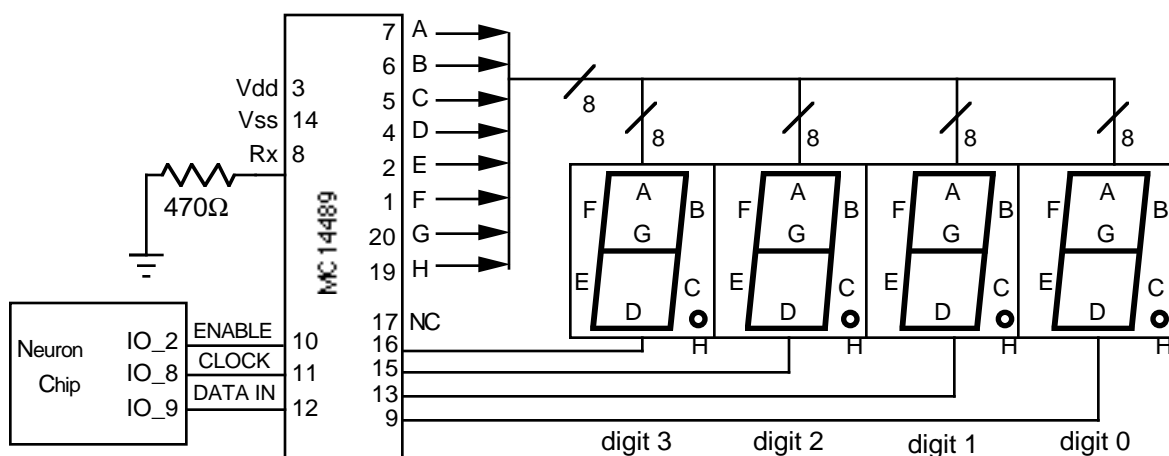 Vdd 3
Vss 14
Rx 8
470Ω
MC 14489
7 A
6 B
5 C
4 D
2 E
1 F
20 G
19 H
17 NC
16
15
13
9
8
8 8 8 8
A F B G E C D H
A F B G E C D H
A F B G E C D H
A F B G E C D H
Neuron
Chip
IO_2 ENABLE 10
IO_8 CLOCK 11
IO_9 DATA IN 12
digit 3 digit 2 digit 1 digit 0